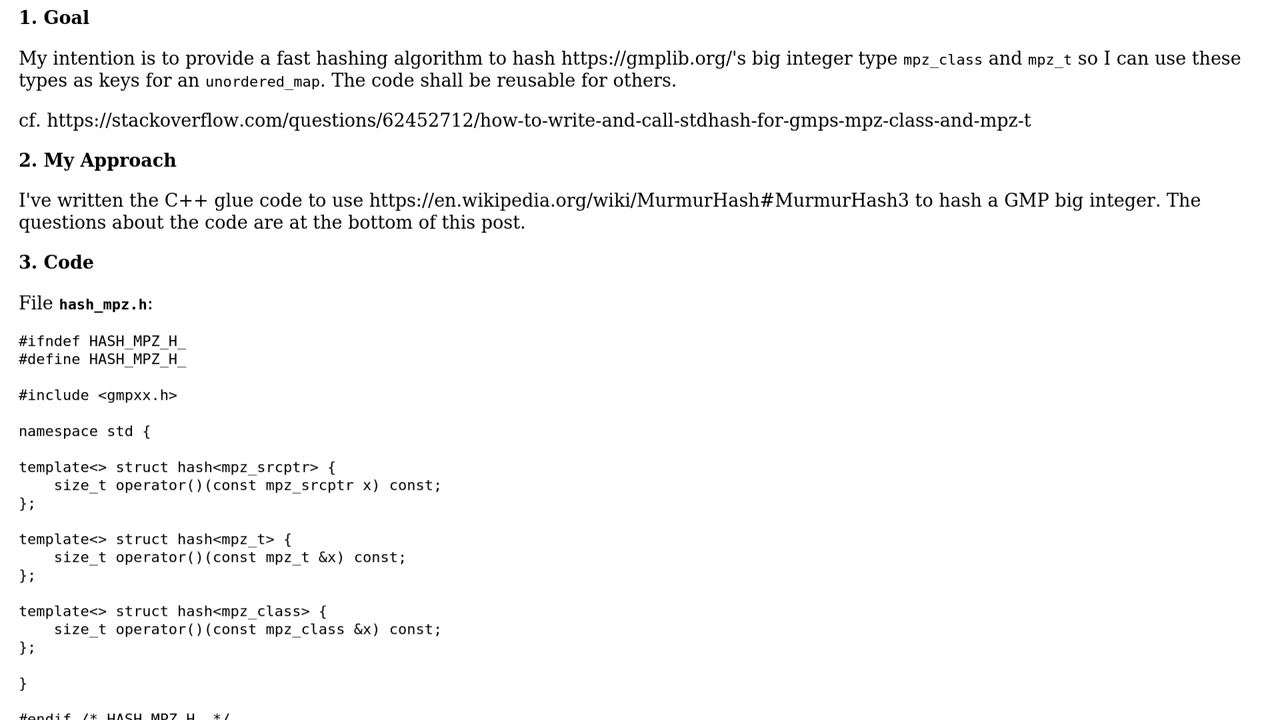 1. Goal
My intention is to provide a fast hashing algorithm to hash https://gmplib.org/'s big integer type mpz_class and mpz_t so I can use these
types as keys for an unordered_map. The code shall be reusable for others.
cf. https://stackoverflow.com/questions/62452712/how-to-write-and-call-stdhash-for-gmps-mpz-class-and-mpz-t
2. My Approach
I've written the C++ glue code to use https://en.wikipedia.org/wiki/MurmurHash#MurmurHash3 to hash a GMP big integer. The
questions about the code are at the bottom of this post.
3. Code
File hash_mpz.h:
#ifndef HASH_MPZ_H_
#define HASH_MPZ_H_
#include <gmpxx.h>
namespace std {
template<> struct hash<mpz_srcptr> {
    size_t operator()(const mpz_srcptr x) const;
};
template<> struct hash<mpz_t> {
    size_t operator()(const mpz_t &x) const;
};
template<> struct hash<mpz_class> {
    size_t operator()(const mpz_class &x) const;
};
}
#endif /* HASH_MPZ_H_ */